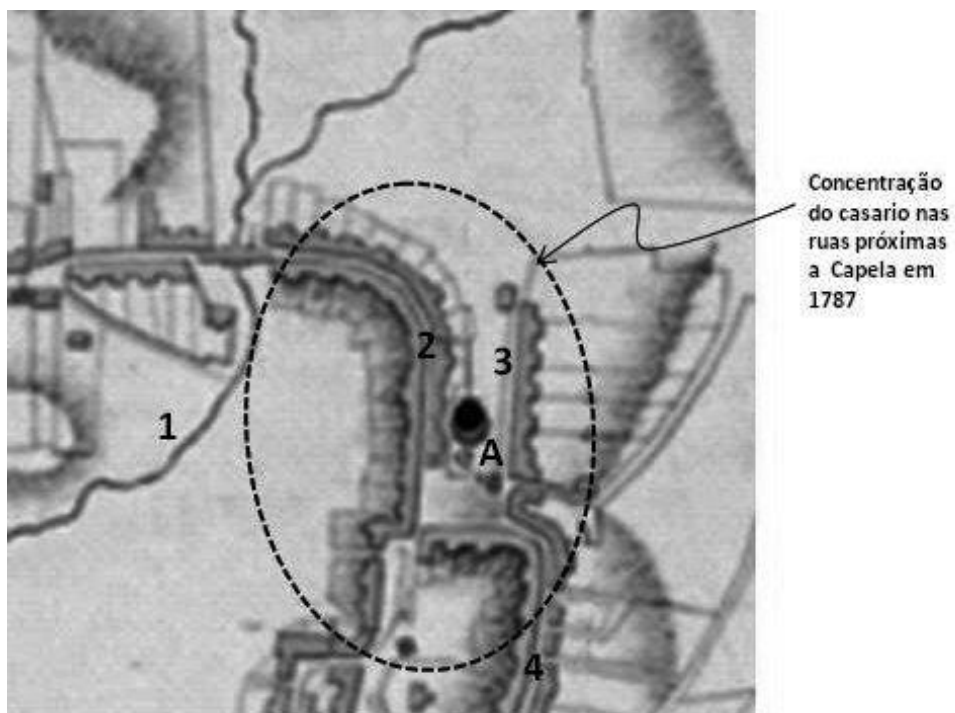 Concentração
do casario nas
ruas próximas
a Capela em
1787
2
3
1
A
4